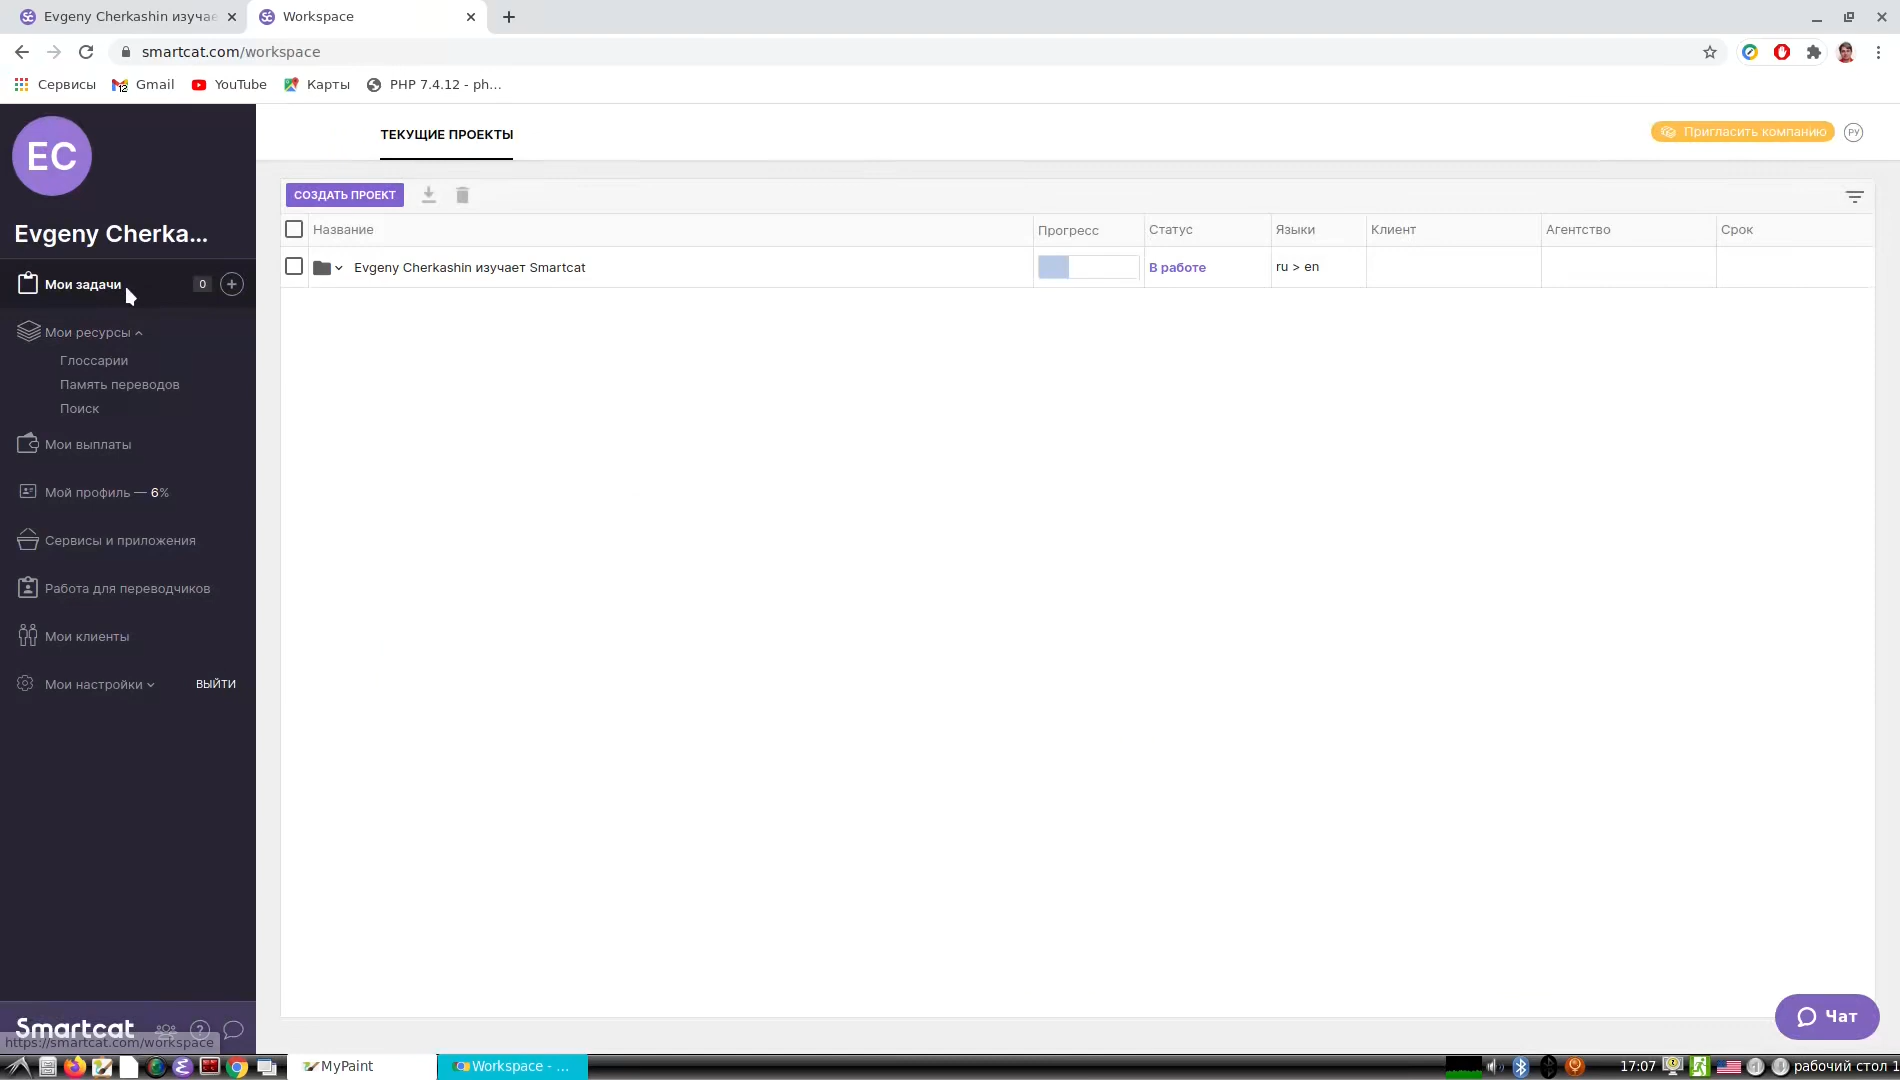 Evgeny Cherkashin изучае
Workspace
smartcat.com/workspace
Сервисы
12
Gmail
YouTube
Карты
PHP 7.4.12 - ph...
EC
ТЕКУЩИЕ ПРОЕКТЫ
Пригласить компанию
РУ
Evgeny Cherka...
СОЗДАТЬ ПРОЕКТ
Название
Прогресс
Статус
Языки
Клиент
Агентство
Срок
Evgeny Cherkashin изучает Smartcat
В работе
ru > en
Мои задачи
0
Мои ресурсы
Глоссарии
Память переводов
Поиск
Мои выплаты
Мой профиль — 6%
Сервисы и приложения
Работа для переводчиков
Мои клиенты
Мои настройки
ВЫЙТИ
Smartcat
https://smartcat.com/workspace
Чат
MyPaint
Workspace - ...
17:07
рабочий стол 1